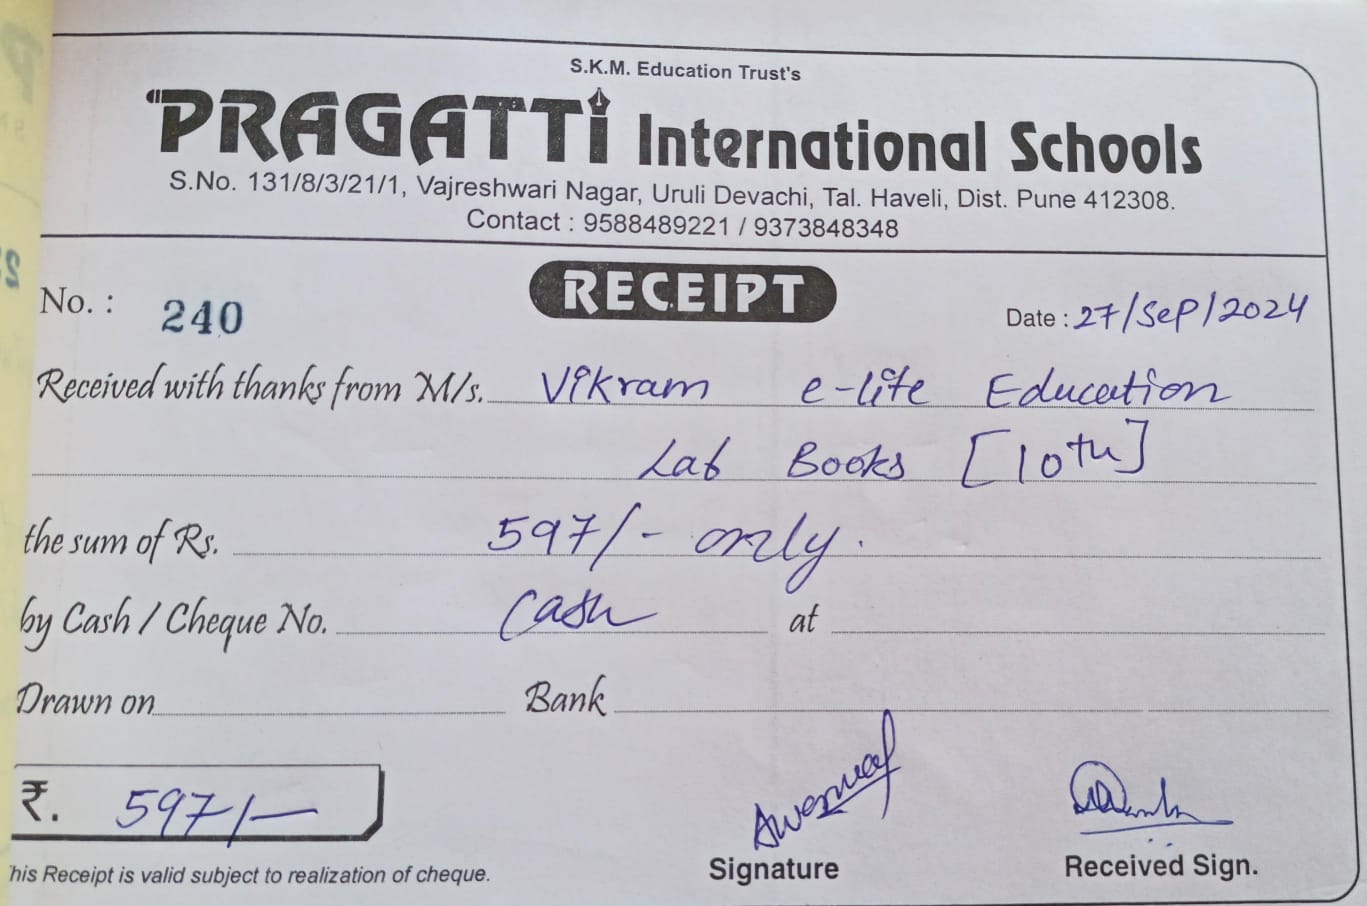 S.K.M. Education Trust's
PRAGATTi International Schools
S.No. 131/8/3/21/1, Vajreshwari Nagar, Uruli Devachi, Tal. Haveli, Dist. Pune 412308.
Contact : 9588489221 / 9373848348
RECEIPT
No. : 240 Date : 27/Sep/2024
Received with thanks from M/s. Vikram e-lite Education
Lab Books [10th]
the sum of Rs. 597/- only.
by Cash / Cheque No. Cash at
Drawn on Bank
₹. 597/-
Signature Received Sign.
This Receipt is valid subject to realization of cheque.